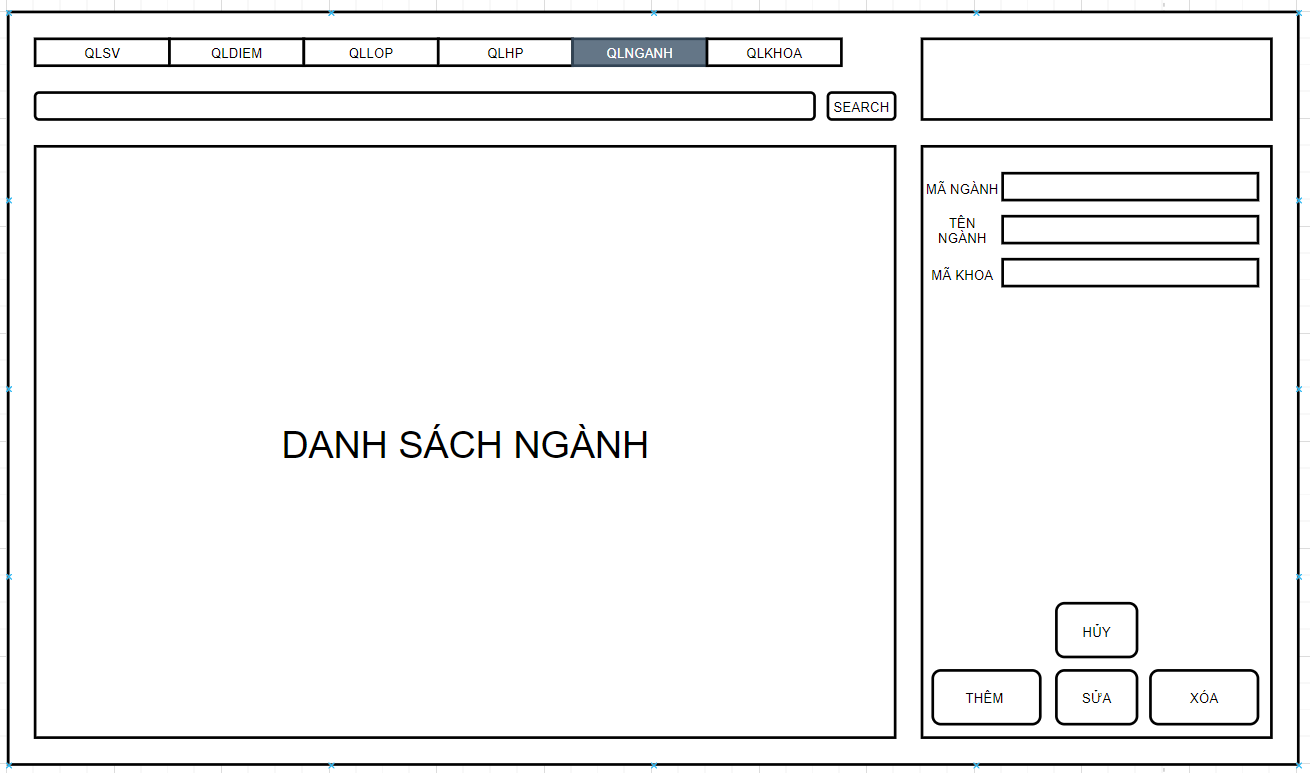 QLSV
QLDIEM
QLLOP
QLHP
QLNGANH
QLKHOA
SEARCH
MÃ NGÀNH
TÊN
NGÀNH
MÃ KHOA
DANH SÁCH NGÀNH
HỦY
THÊM
SỬA
XÓA